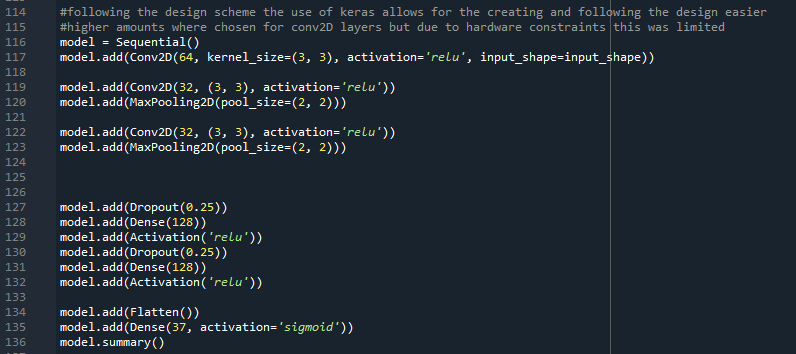 114 #following the design scheme the use of keras allows for the creating and following the design easier
115 #higher amounts where chosen for conv2D layers but due to hardware constraints this was limited
116 model = Sequential()
117 model.add(Conv2D(64, kernel_size=(3, 3), activation='relu', input_shape=input_shape))
118
119 model.add(Conv2D(32, (3, 3), activation='relu'))
120 model.add(MaxPooling2D(pool_size=(2, 2)))
121
122 model.add(Conv2D(32, (3, 3), activation='relu'))
123 model.add(MaxPooling2D(pool_size=(2, 2)))
124
125
126
127 model.add(Dropout(0.25))
128 model.add(Dense(128))
129 model.add(Activation('relu'))
130 model.add(Dropout(0.25))
131 model.add(Dense(128))
132 model.add(Activation('relu'))
133
134 model.add(Flatten())
135 model.add(Dense(37, activation='sigmoid'))
136 model.summary()